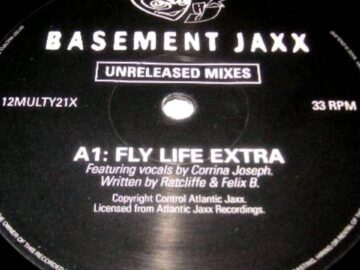 BASEMENT JAXX
UNRELEASED MIXES
12MULTY21X
33 RPM
A1: FLY LIFE EXTRA
Featuring vocals by Corrina Joseph.
Written by Ratcliffe & Felix B.
Copyright Control Atlantic Jaxx.
Licensed from Atlantic Jaxx Recordings.